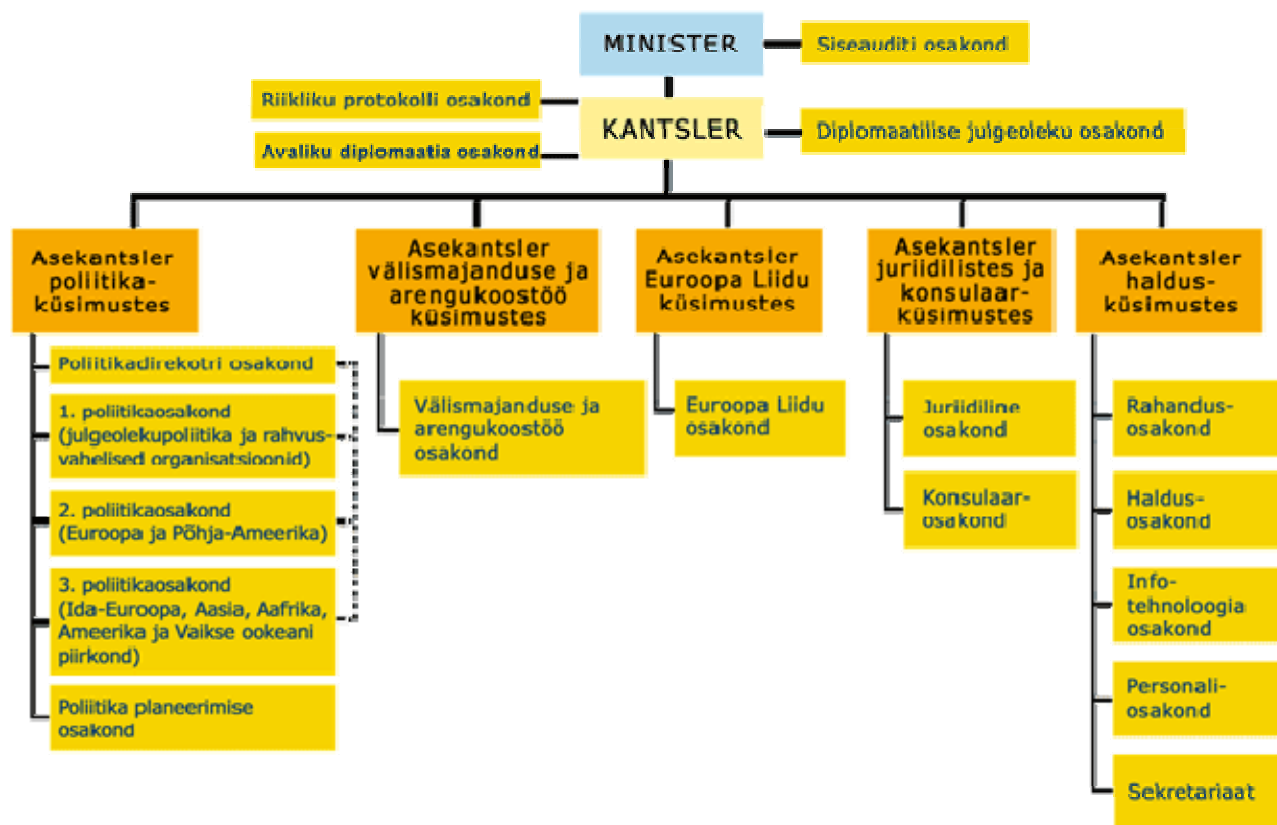 MINISTER
Siseauditi osakond
Riikliku protokolli osakond
KANTSLER
Diplomaatilise julgeoleku osakond
Avaliku diplomaatia osakond
Asekantsler
poliitika-
küsimustes
Asekantsler
välismajanduse ja
arengukoostöö
küsimustes
Asekantsler
Euroopa Liidu
küsimustes
Asekantsler
juriidilistes ja
konsulaar-
küsimustes
Asekantsler
haldus-
küsimustes
Poliitikadirekotri osakond
1. poliitikaosakond
(julgeolekupoliitika ja rahvus-
vahelised organisatsioonid)
2. poliitikaosakond
(Euroopa ja Põhja-Ameerika)
3. poliitikaosakond
(Ida-Euroopa, Aasia, Aafrika,
Ameerika ja Vaikse ookeani
piirkond)
Poliitika planeerimise
osakond
Välismajanduse ja
arengukoostöö
osakond
Euroopa Liidu
osakond
Juriidiline
osakond
Konsulaar-
osakond
Rahandus-
osakond
Haldus-
osakond
Info-
tehnoloogia
osakond
Personali-
osakond
Sekretariaat